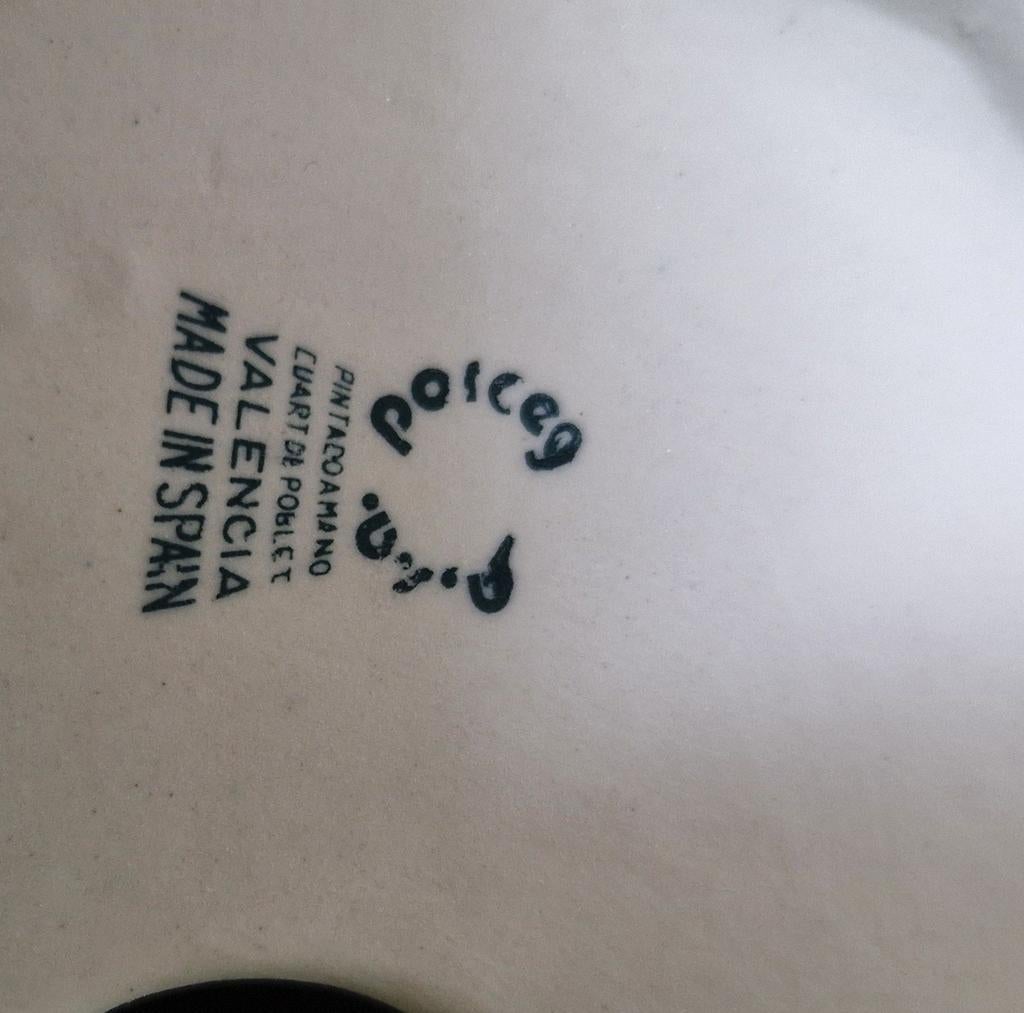 porceg
PINTADO A MANO
CUART DE POBLET
VALENCIA
MADE IN SPAIN